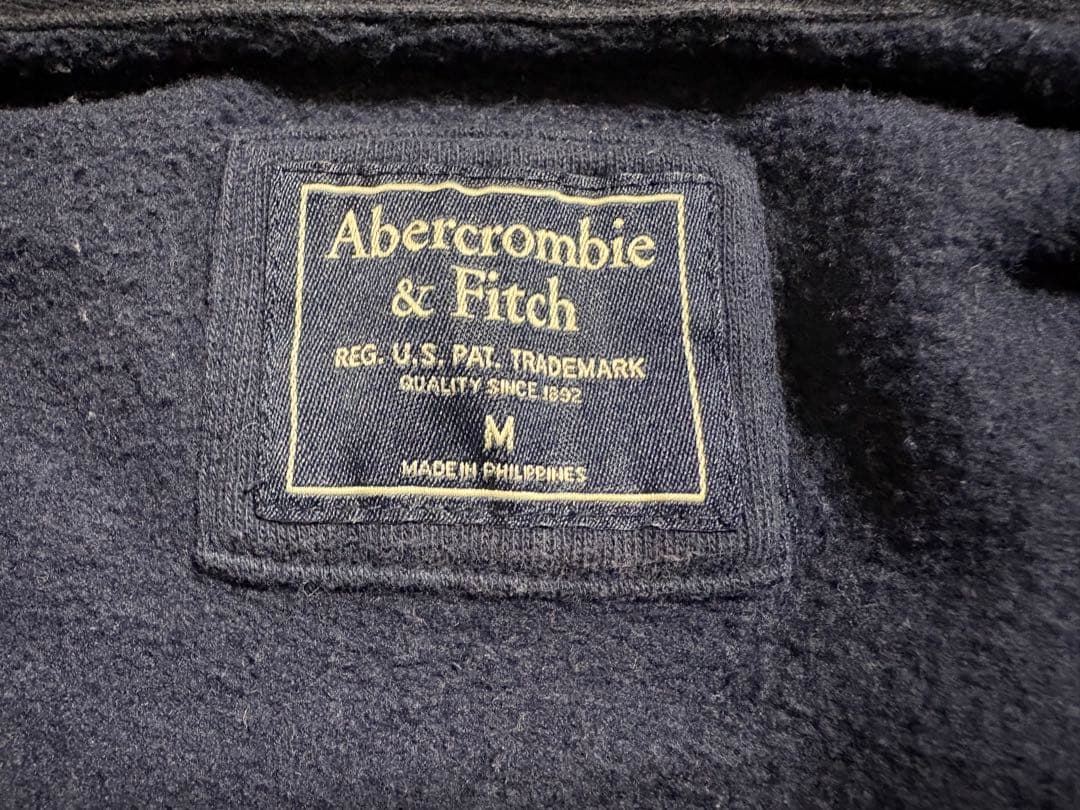 Abercrombie
& Fitch
REG. U.S. PAT. TRADEMARK
QUALITY SINCE 1892
M
MADE IN PHILIPPINES